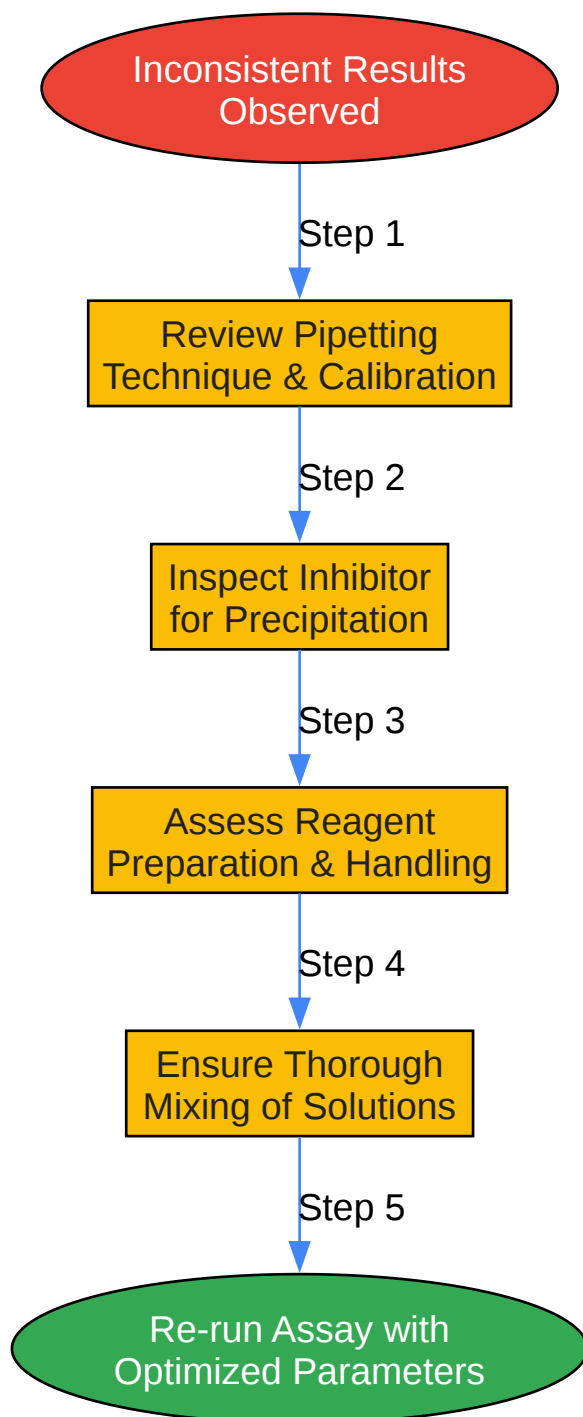 Inconsistent Results
Observed
Step 1
Review Pipetting
Technique & Calibration
Step 2
Inspect Inhibitor
for Precipitation
Step 3
Assess Reagent
Preparation & Handling
Step 4
Ensure Thorough
Mixing of Solutions
Step 5
Re-run Assay with
Optimized Parameters